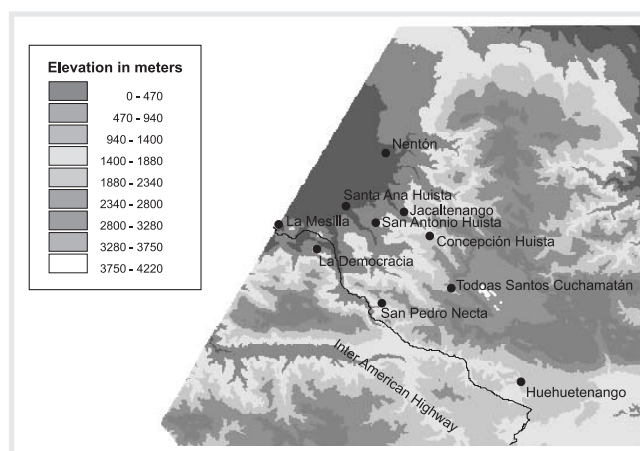 Elevation in meters
0 - 470
470 - 940
940 - 1400
1400 - 1880
1880 - 2340
2340 - 2800
2800 - 3280
3280 - 3750
3750 - 4220
Nentón
Santa Ana Huista
Jacaltenango
La Mesilla
San Antonio Huista
Concepción Huista
La Democracia
Todoas Santos Cuchamatán
San Pedro Necta
Inter American Highway
Huehuetenango